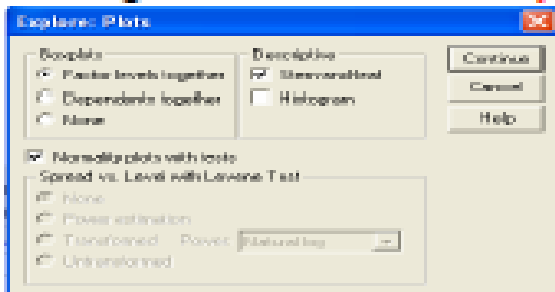 Explore: Plots
Boxplots
Factor levels together
Dependents together
None
Descriptive
Stem-and-leaf
Histogram
Continue
Cancel
Help
Normality plots with tests
Spread vs. Level with Levene Test
None
Power estimation
Transformed Power: Natural log
Untransformed